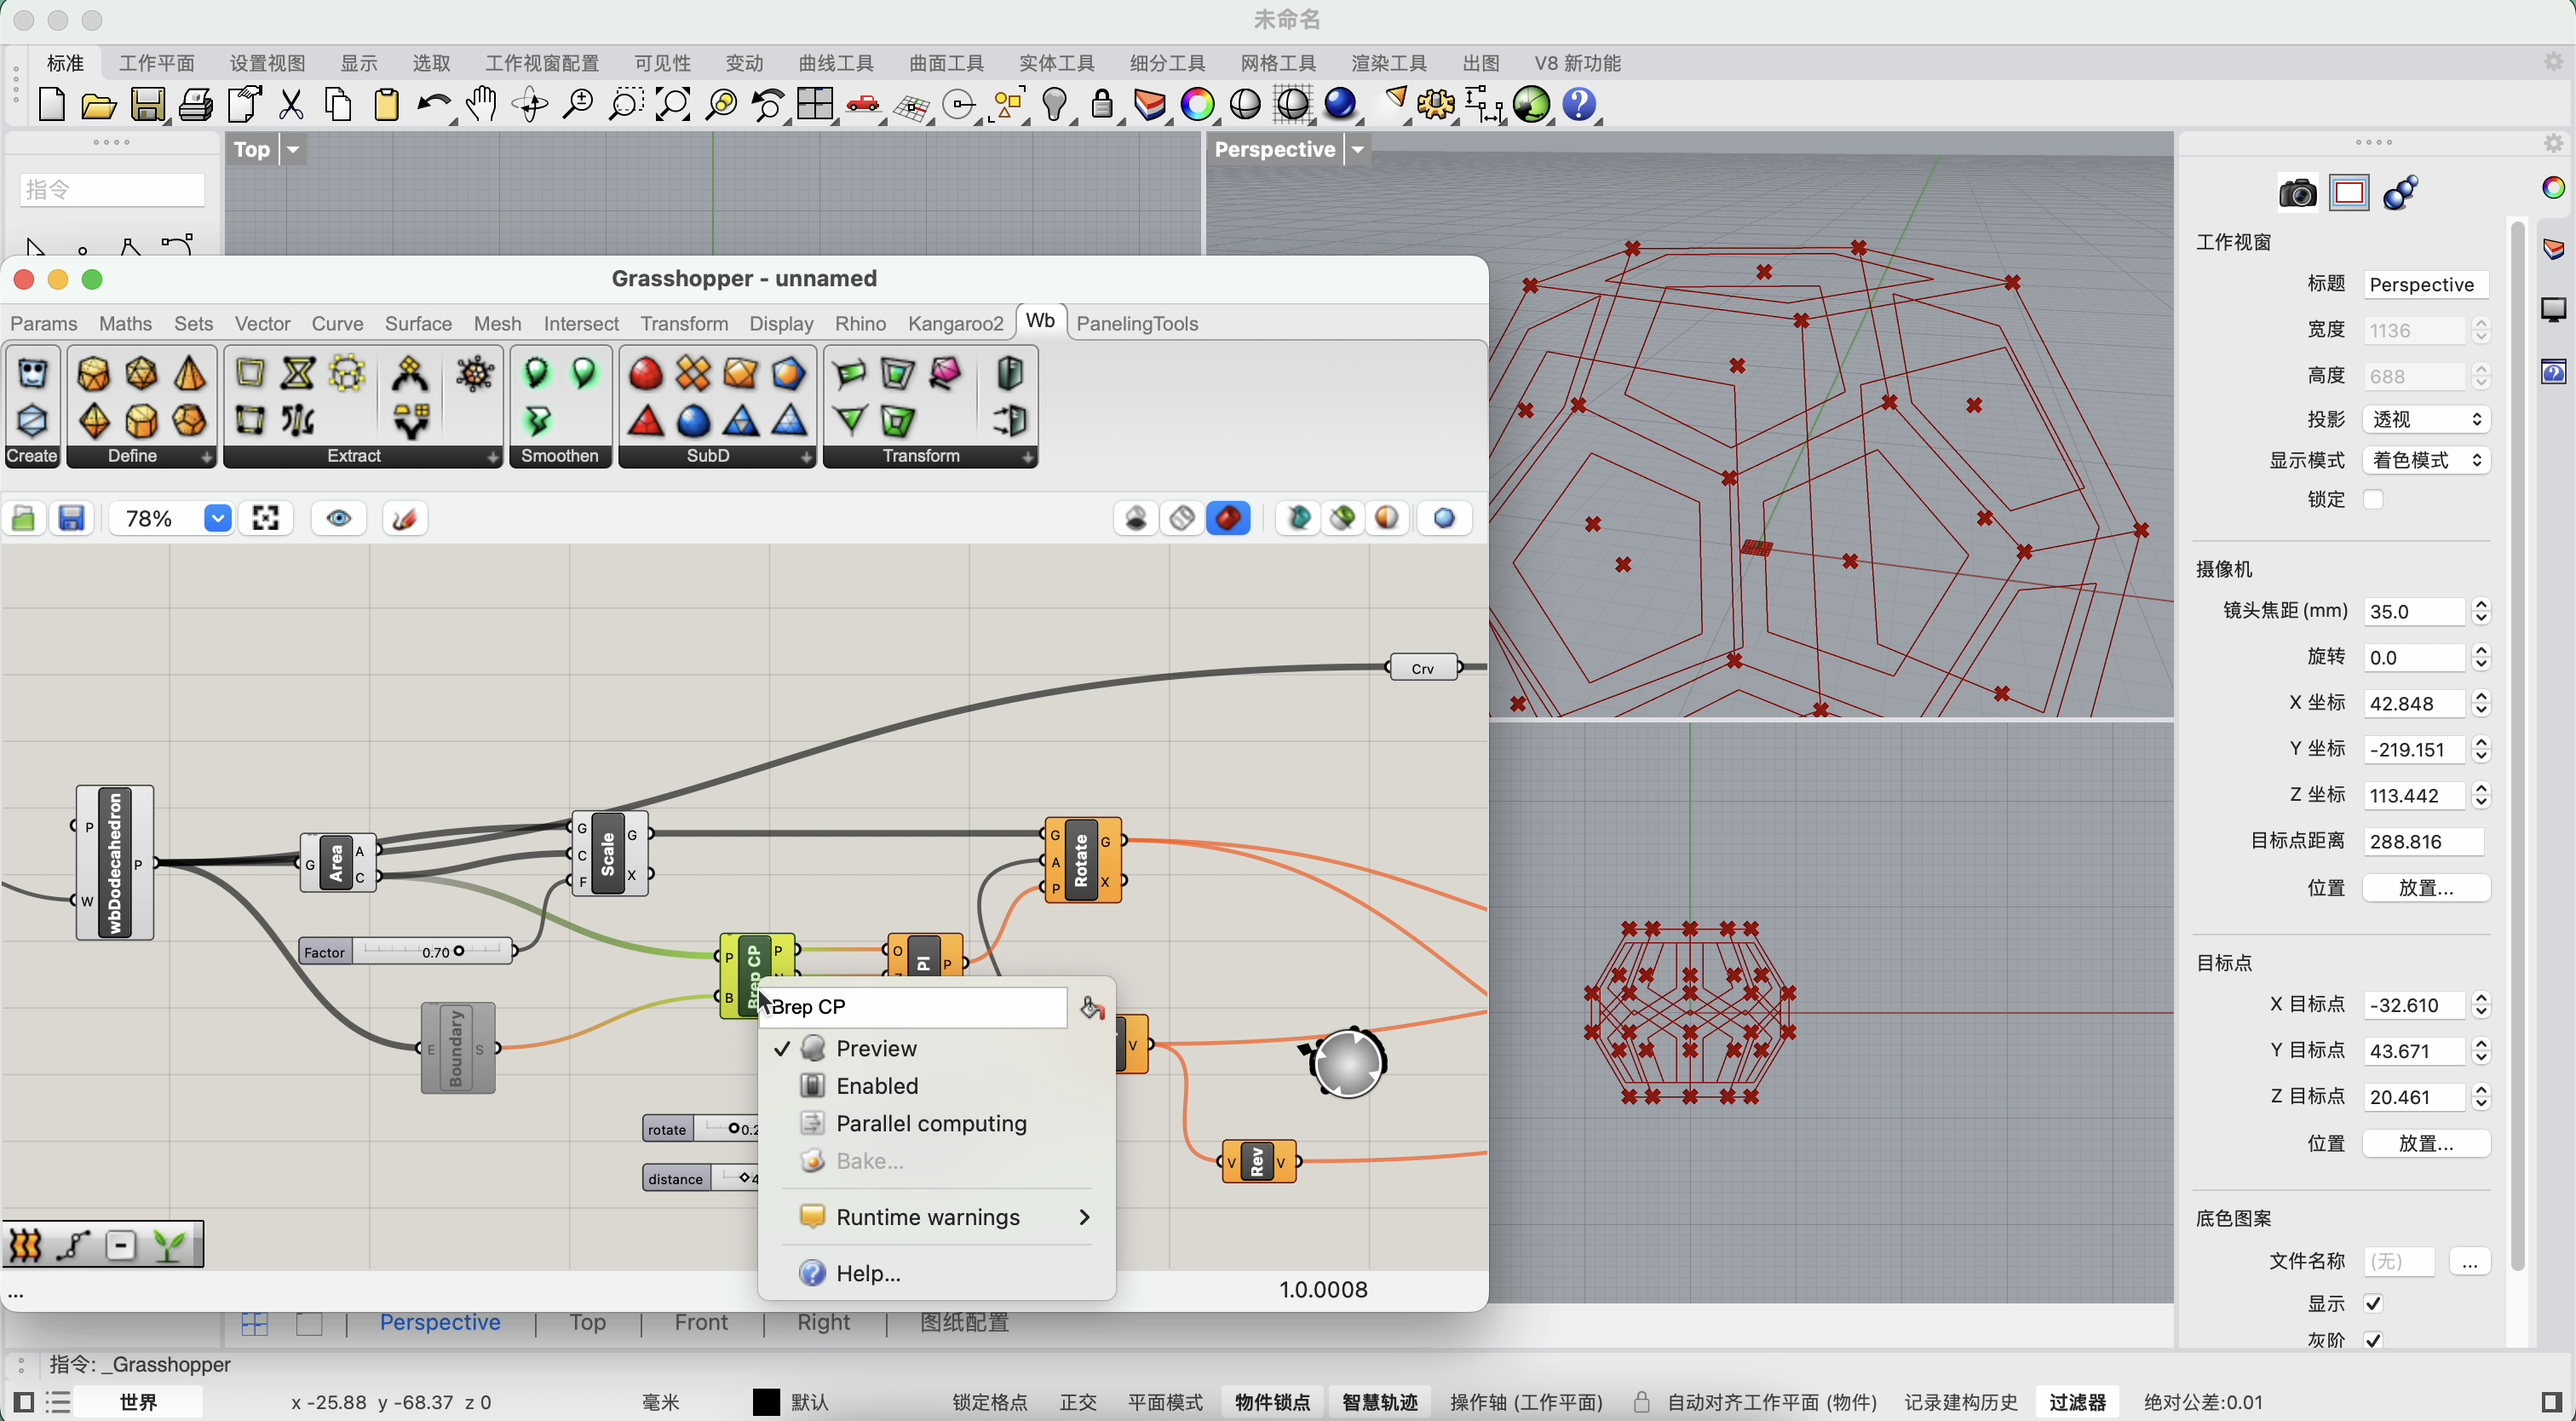 未命名
标准 工作平面 设置视图 显示 选取 工作视窗配置 可见性 变动 曲线工具 曲面工具 实体工具 细分工具 网格工具 渲染工具 出图 V8 新功能
指令
Top
Perspective
Grasshopper - unnamed
Params Maths Sets Vector Curve Surface Mesh Intersect Transform Display Rhino Kangaroo2 Wb PanelingTools
Create Define Extract Smoothen SubD Transform
78%
Crv
P W wbDodecahedron P
G Area A C
G C F Scale G X
G A P Rotate G X
Factor 0.70
P B Brep CP P
O Pl P
E Boundary S
V
V Rev V
rotate 0.2
distance 4
Brep CP
Preview
Enabled
Parallel computing
Bake...
Runtime warnings
Help...
...
1.0.0008
工作视窗
标题 Perspective
宽度 1136
高度 688
投影 透视
显示模式 着色模式
锁定
摄像机
镜头焦距 (mm) 35.0
旋转 0.0
X 坐标 42.848
Y 坐标 -219.151
Z 坐标 113.442
目标点距离 288.816
位置 放置...
目标点
X 目标点 -32.610
Y 目标点 43.671
Z 目标点 20.461
位置 放置...
底色图案
文件名称 (无) ...
显示
灰阶
Perspective Top Front Right 图纸配置
指令: _Grasshopper
世界 x -25.88 y -68.37 z 0 毫米 默认 锁定格点 正交 平面模式 物件锁点 智慧轨迹 操作轴 (工作平面) 自动对齐工作平面 (物件) 记录建构历史 过滤器 绝对公差:0.01